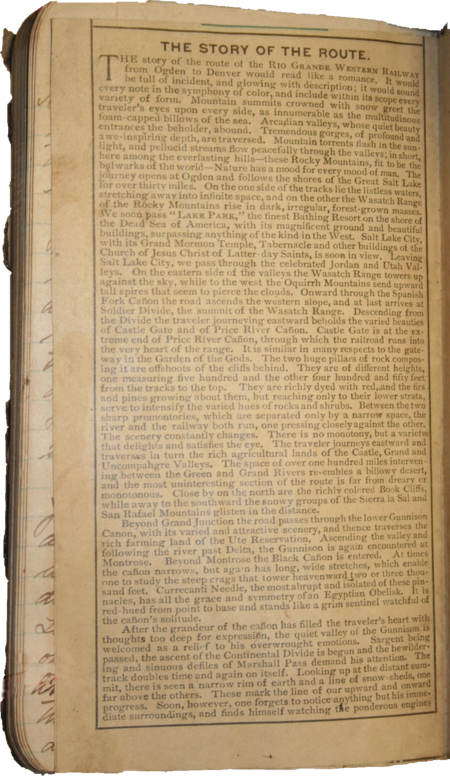 THE STORY OF THE ROUTE.
THE story of the route of the RIO GRANDE WESTERN RAILWAY
from Ogden to Denver would read like a romance. It would
be full of incident, and glowing with description; it would sound
every note in the symphony of color, and include within its scope every
variety of form. Mountain summits crowned with snow greet the
traveler's eyes upon every side, as innumerable as the multitudinous
foam-capped billows of the sea. Arcadian valleys, whose quiet beauty
entrances the beholder, abound. Tremendous gorges, of profound and
awe-inspiring depth, are traversed. Mountain torrents flash in the sun-
light, and pellucid streams flow peacefully through the valleys; in short,
here among the everlasting hills—these Rocky Mountains, fit to be the
bulwarks of the world—Nature has a mood for every mood of man. The
journey opens at Ogden and follows the shores of the Great Salt Lake
for over thirty miles. On the one side of the tracks lie the listless waters,
stretching away into infinite space, and on the other the Wasatch Range
of the Rocky Mountains rise in dark, irregular, forest-grown masses.
We soon pass "LAKE PARK," the finest Bathing Resort on the shore of
the Dead Sea of America, with its magnificent ground and beautiful
buildings, surpassing anything of the kind in the West. Salt Lake City,
with its Grand Mormon Temple, Tabernacle and other buildings of the
Church of Jesus Christ of Latter-day Saints, is soon in view. Leaving
Salt Lake City, we pass through the celebrated Jordan and Utah Val-
leys. On the eastern side of the valleys the Wasatch Range towers up
against the sky, while to the west the Oquirrh Mountains send upward
tall spires that seem to pierce the clouds. Onward through the Spanish
Fork Cañon the road ascends the western slope, and at last arrives at
Soldier Divide, the summit of the Wasatch Range. Descending from
the Divide the traveler journeying eastward beholds the varied beauties
of Castle Gate and of Price River Cañon. Castle Gate is at the ex-
treme end of Price River Cañon, through which the railroad runs into
the very heart of the range. It is similar in many respects to the gate-
way in the Garden of the Gods. The two huge pillars of rock compos-
ing it are offshoots of the cliffs behind. They are of different heights,
one measuring five hundred and the other four hundred and fifty feet
from the tracks to the top. They are richly dyed with red, and the firs
and pines growing about them, but reaching only to their lower strata,
serve to intensify the varied hues of rocks and shrubs. Between the two
sharp promontories, which are separated only by a narrow space, the
river and the railway both run, one pressing closely against the other.
The scenery constantly changes. There is no monotony, but a variety
that delights and satisfies the eye. The traveler journeys eastward and
traverses in turn the rich agricultural lands of the Castle, Grand and
Uncompahgre Valleys. The space of over one hundred miles interven-
ing between the Green and Grand Rivers resembles a billowy desert,
and the most uninteresting section of the route is far from dreary or
monotonous. Close by on the north are the richly colored Book Cliffs,
while away to the southward the snowy groups of the Sierra la Sal and
San Rafael Mountains glisten in the distance.
Beyond Grand Junction the road passes through the lower Gunnison
Canon, with its varied and attractive scenery, and thence traverses the
rich farming land of the Ute Reservation. Ascending the valley and
following the river past Delta, the Gunnison is again encountered at
Montrose. Beyond Montrose the Black Cañon is entered. At times
the cañon narrows, but again has long, wide stretches, which enable
one to study the steep crags that tower heavenward two or three thou-
sand feet. Currecanti Needle, the most abrupt and isolated of these pin-
nacles, has all the grace and symmetry of an Egyptian Obelisk. It is
red-hued from point to base and stands like a grim sentinel watchful of
the cañon's solitude.
After the grandeur of the cañon has filled the traveler's heart with
thoughts too deep for expression, the quiet valley of the Gunnison is
welcomed as a relief to his overwrought emotions. Sargent being
passed, the ascent of the Continental Divide is begun and the bewilder-
ing and sinuous defiles of Marshall Pass demand his attention. The
track doubles time and again on itself. Looking up at the distant sum-
mit, there is seen a narrow rim of earth and a line of snow-sheds, one
far above the others. These mark the line of our upward and onward
progress. Soon, however, one forgets to notice anything but his imme-
diate surroundings, and finds himself watching the ponderous engines